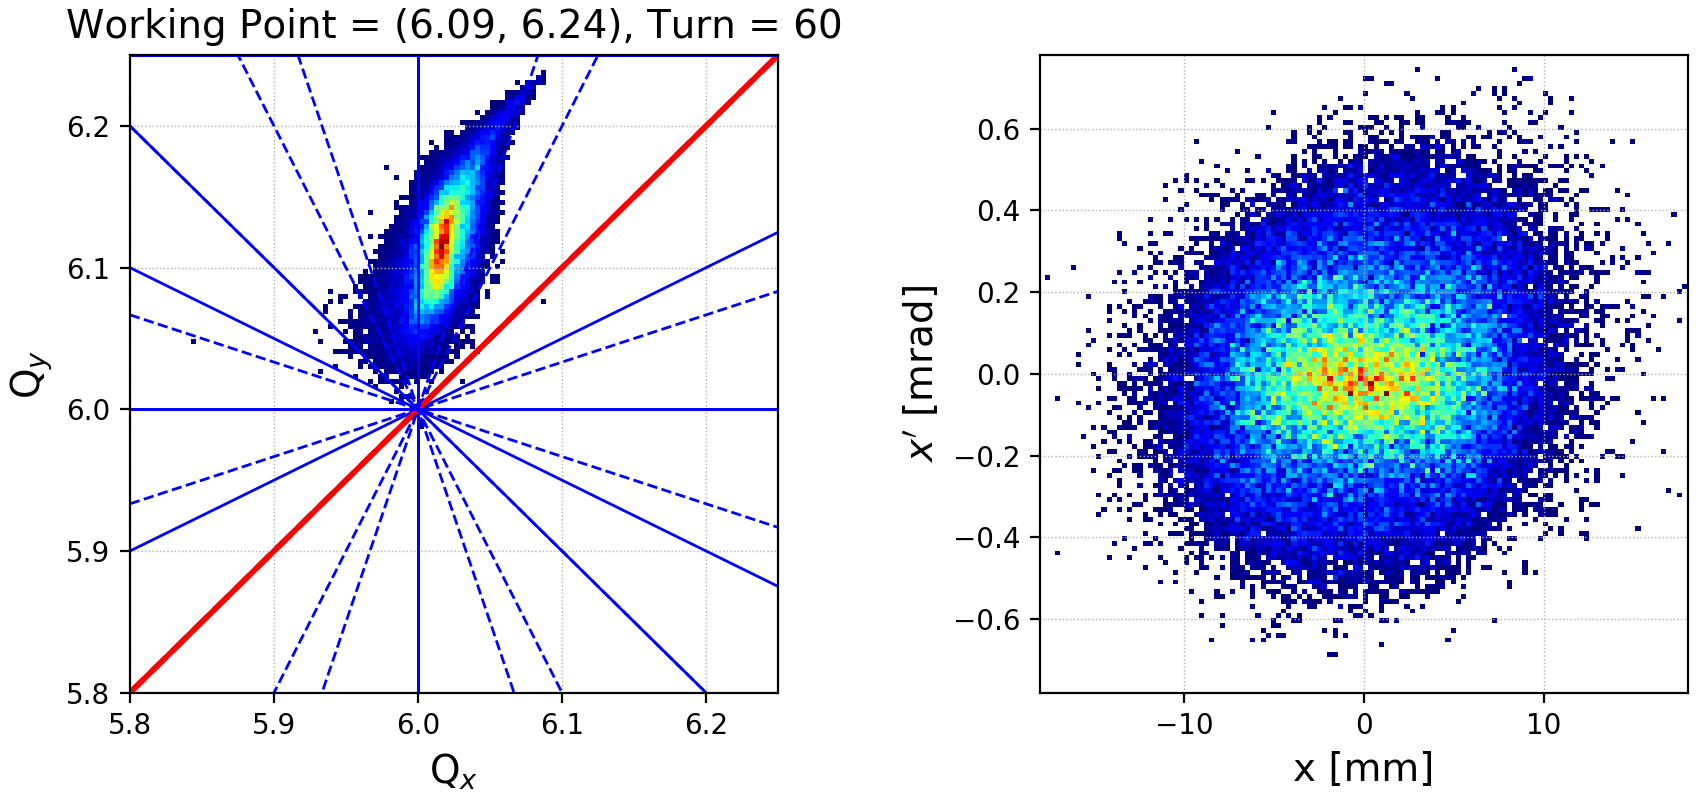 Working Point = (6.09, 6.24), Turn = 60
6.2
6.1
6.0
5.9
5.8
Q_y
5.8 5.9 6.0 6.1 6.2
Q_x
0.6
0.4
0.2
0.0
−0.2
−0.4
−0.6
x′ [mrad]
−10 0 10
x [mm]